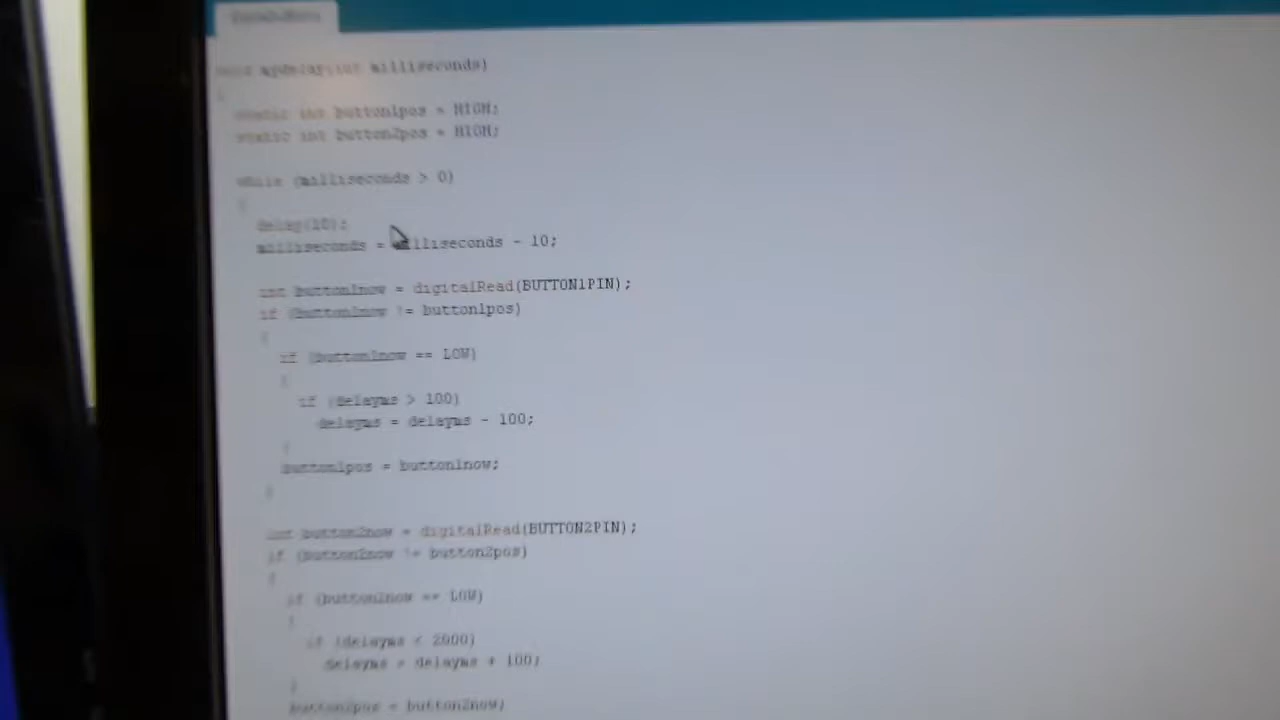 void mydelay(int milliseconds)
{
static int button1pos = HIGH;
static int button2pos = HIGH;
while (milliseconds > 0)
{
delay(10);
milliseconds = milliseconds - 10;
int button1now = digitalRead(BUTTON1PIN);
if (button1now != button1pos)
{
if (button1now == LOW)
{
if (delayms > 100)
delayms = delayms - 100;
}
button1pos = button1now;
}
int button2now = digitalRead(BUTTON2PIN);
if (button2now != button2pos)
{
if (button2now == LOW)
{
if (delayms < 2000)
delayms = delayms + 100;
}
button2pos = button2now;